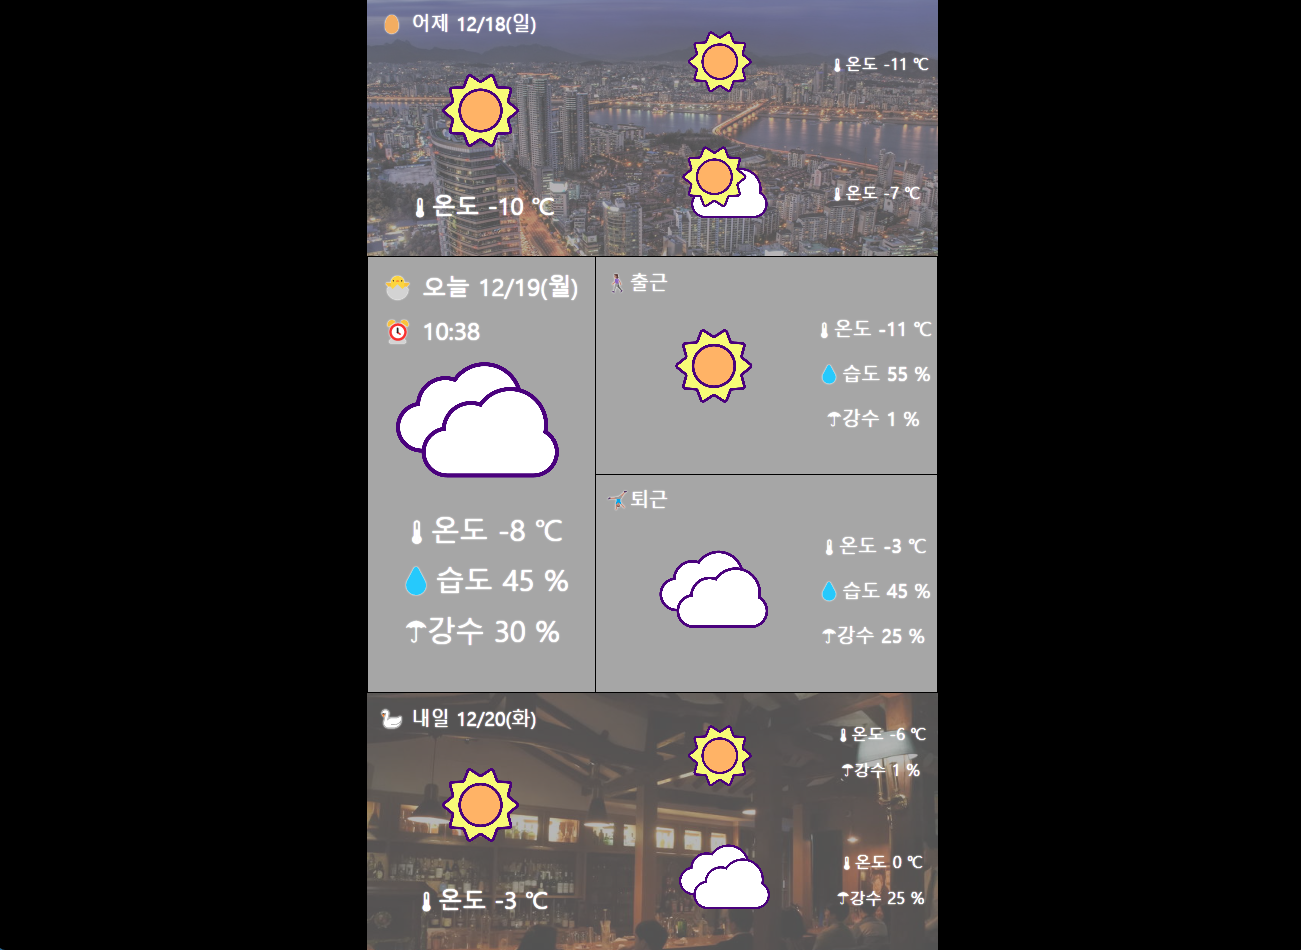 어제 12/18(일)
온도 -10 ℃
온도 -11 ℃
온도 -7 ℃
오늘 12/19(월)
10:38
온도 -8 ℃
습도 45 %
강수 30 %
출근
온도 -11 ℃
습도 55 %
강수 1 %
퇴근
온도 -3 ℃
습도 45 %
강수 25 %
내일 12/20(화)
온도 -3 ℃
온도 -6 ℃
강수 1 %
온도 0 ℃
강수 25 %